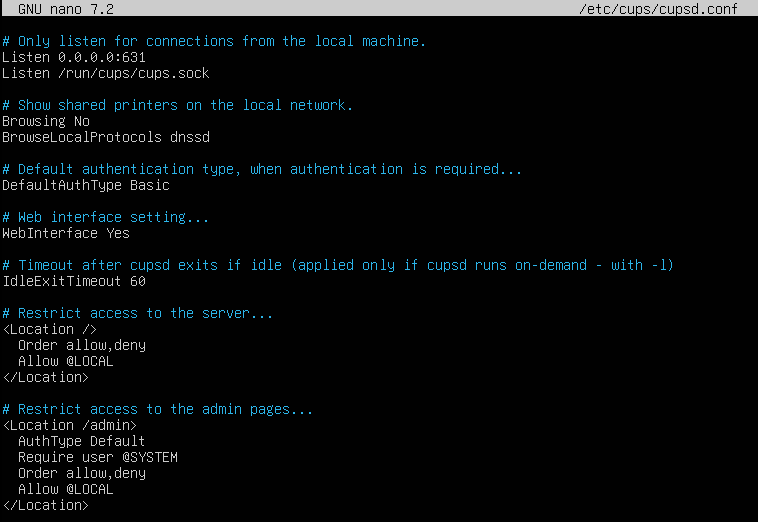 GNU nano 7.2 /etc/cups/cupsd.conf
# Only listen for connections from the local machine.
Listen 0.0.0.0:631
Listen /run/cups/cups.sock
# Show shared printers on the local network.
Browsing No
BrowseLocalProtocols dnssd
# Default authentication type, when authentication is required...
DefaultAuthType Basic
# Web interface setting...
WebInterface Yes
# Timeout after cupsd exits if idle (applied only if cupsd runs on-demand - with -l)
IdleExitTimeout 60
# Restrict access to the server...
<Location />
  Order allow,deny
  Allow @LOCAL
</Location>
# Restrict access to the admin pages...
<Location /admin>
  AuthType Default
  Require user @SYSTEM
  Order allow,deny
  Allow @LOCAL
</Location>